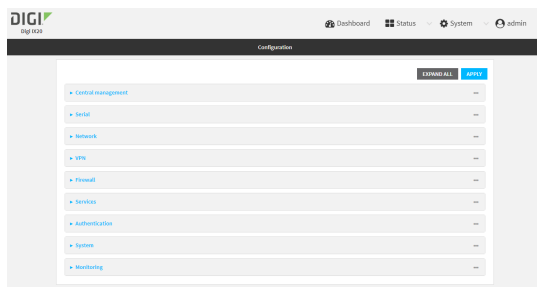 DIGI
Digi IX20
Dashboard
Status
System
admin
Configuration
EXPAND ALL
APPLY
Central management
Serial
Network
VPN
Firewall
Services
Authentication
System
Monitoring